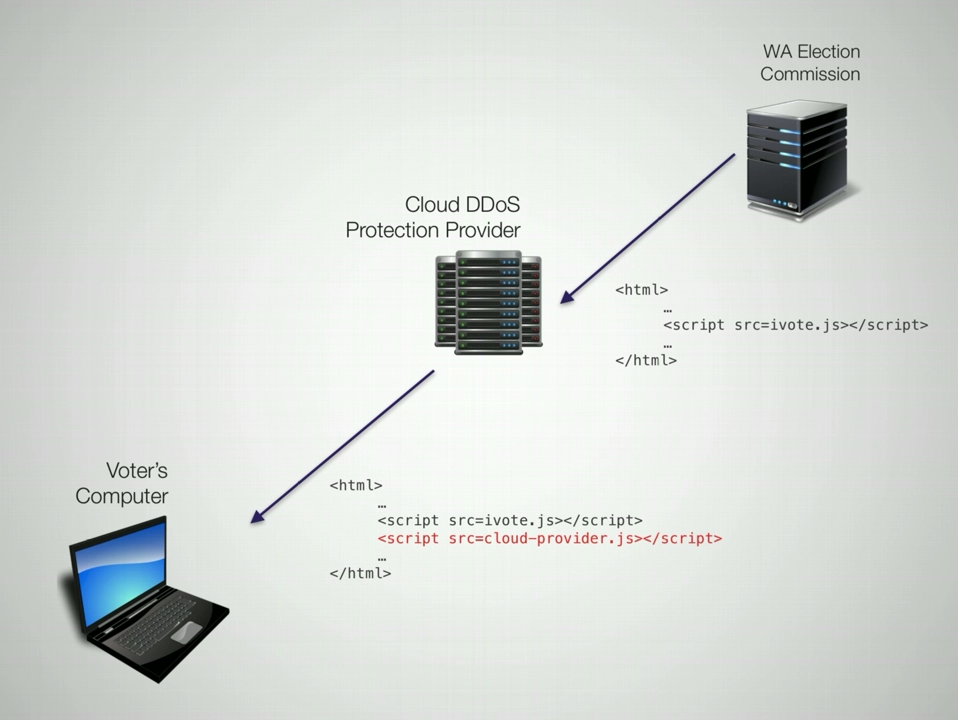 WA Election
Commission
Cloud DDoS
Protection Provider
<html>
…
<script src=ivote.js></script>
…
</html>
Voter's
Computer
<html>
…
<script src=ivote.js></script>
<script src=cloud-provider.js></script>
…
</html>